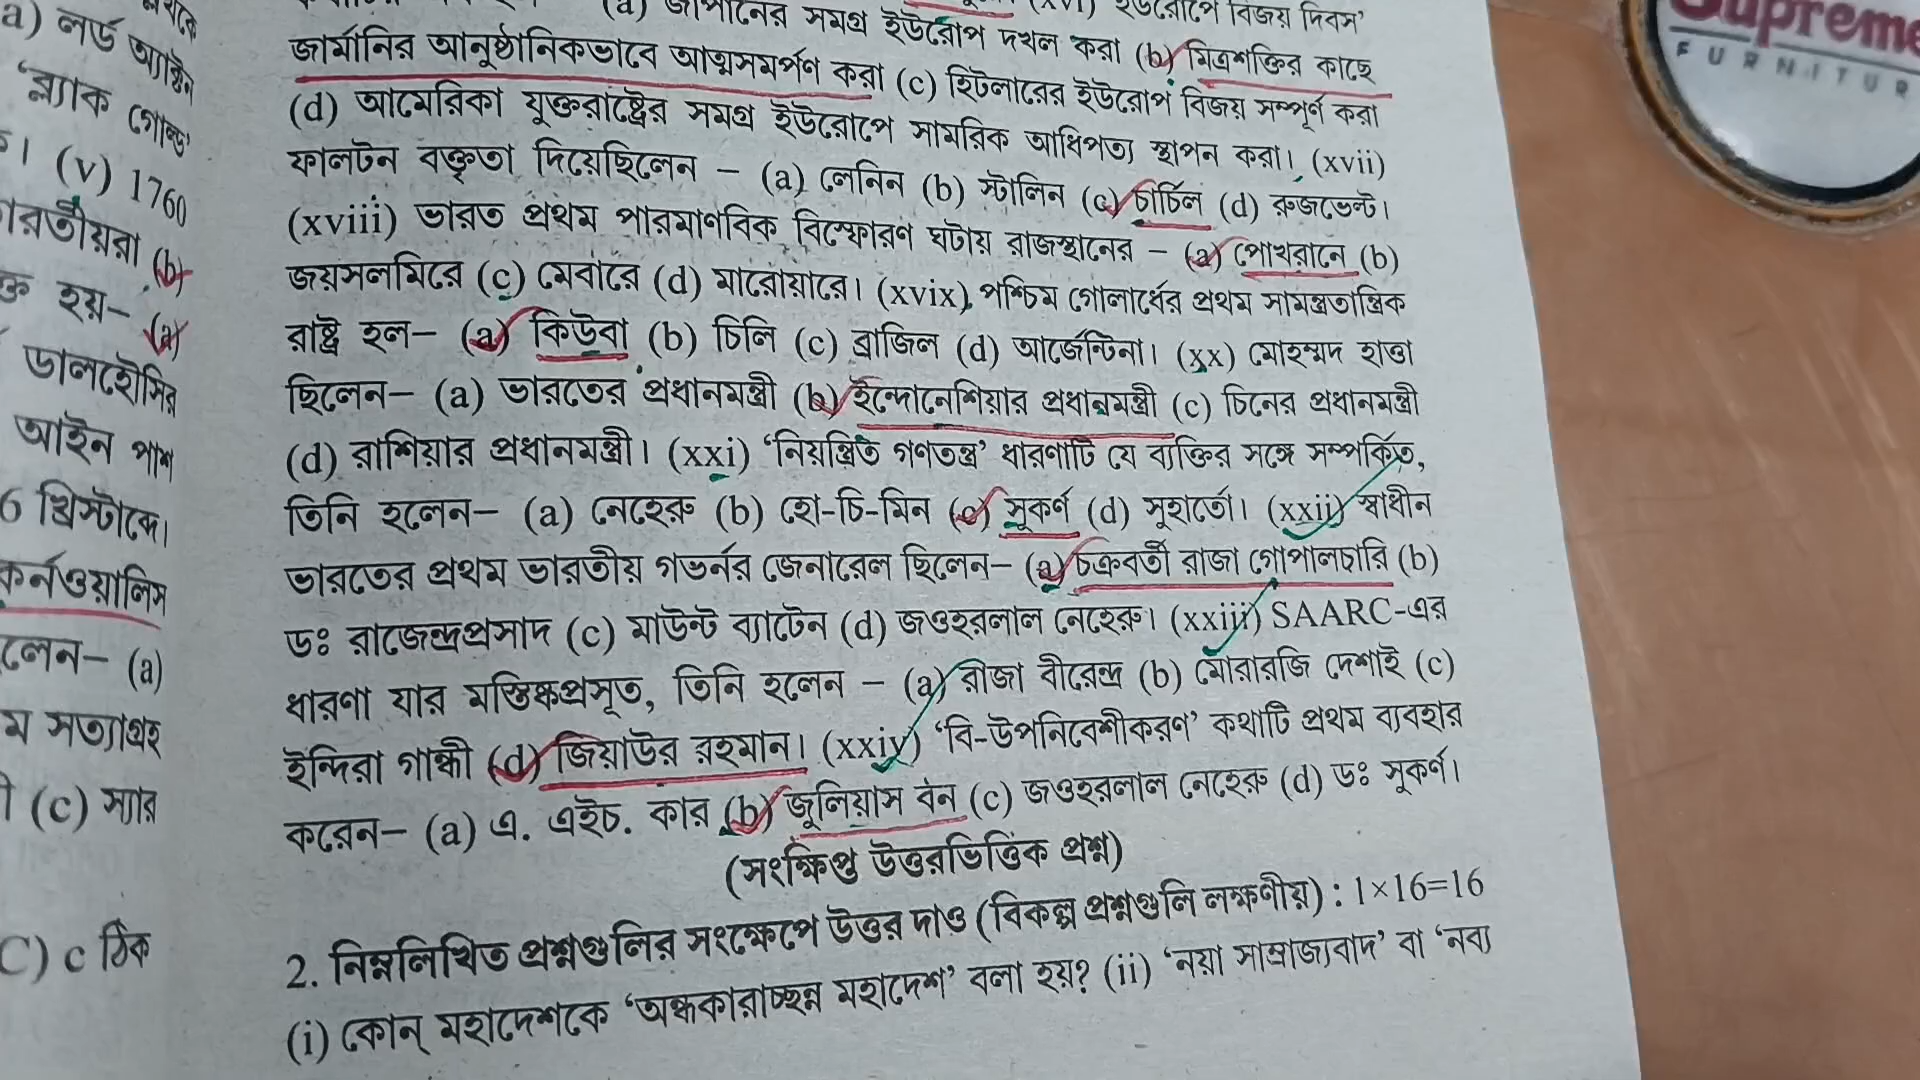 a) লর্ড অ্যাক্টন
'ব্ল্যাক গোল্ড'
(v) 1760
ভারতীয়রা (b)
হয়– (a)
ডালহৌসির
আইন পাশ
6 খ্রিস্টাব্দে।
কর্নওয়ালিস
লেন– (a)
ম সত্যাগ্রহ
(c) স্যার
C) c ঠিক
(a) জাপানের সমগ্র ইউরোপ দখল করা (b) মিত্রশক্তির কাছে
(xvi) ইউরোপে বিজয় দিবস'
জার্মানির আনুষ্ঠানিকভাবে আত্মসমর্পণ করা (c) হিটলারের ইউরোপ বিজয় সম্পূর্ণ করা
(d) আমেরিকা যুক্তরাষ্ট্রের সমগ্র ইউরোপে সামরিক আধিপত্য স্থাপন করা। (xvii)
ফালটন বক্তৃতা দিয়েছিলেন – (a) লেনিন (b) স্টালিন (c) চার্চিল (d) রুজভেল্ট।
(xviii) ভারত প্রথম পারমাণবিক বিস্ফোরণ ঘটায় রাজস্থানের – (a) পোখরানে (b)
জয়সলমিরে (c) মেবারে (d) মারোয়ারে। (xvix) পশ্চিম গোলার্ধের প্রথম সামন্ততান্ত্রিক
রাষ্ট্র হল– (a) কিউবা (b) চিলি (c) ব্রাজিল (d) আর্জেন্টিনা। (xx) মোহম্মদ হাত্তা
ছিলেন– (a) ভারতের প্রধানমন্ত্রী (b) ইন্দোনেশিয়ার প্রধানমন্ত্রী (c) চিনের প্রধানমন্ত্রী
(d) রাশিয়ার প্রধানমন্ত্রী। (xxi) 'নিয়ন্ত্রিত গণতন্ত্র' ধারণাটি যে ব্যক্তির সঙ্গে সম্পর্কিত,
তিনি হলেন– (a) নেহেরু (b) হো-চি-মিন (c) সুকর্ণ (d) সুহার্তো। (xxii) স্বাধীন
ভারতের প্রথম ভারতীয় গভর্নর জেনারেল ছিলেন– (a) চক্রবর্তী রাজা গোপালচারি (b)
ডঃ রাজেন্দ্রপ্রসাদ (c) মাউন্ট ব্যাটেন (d) জওহরলাল নেহেরু। (xxiii) SAARC-এর
ধারণা যার মস্তিষ্কপ্রসূত, তিনি হলেন – (a) রাজা বীরেন্দ্র (b) মোরারজি দেশাই (c)
ইন্দিরা গান্ধী (d) জিয়াউর রহমান। (xxiv) 'বি-উপনিবেশীকরণ' কথাটি প্রথম ব্যবহার
করেন– (a) এ. এইচ. কার (b) জুলিয়াস বন (c) জওহরলাল নেহেরু (d) ডঃ সুকর্ণ।
(সংক্ষিপ্ত উত্তরভিত্তিক প্রশ্ন)
2. নিম্নলিখিত প্রশ্নগুলির সংক্ষেপে উত্তর দাও (বিকল্প প্রশ্নগুলি লক্ষণীয়) : 1×16=16
(i) কোন্ মহাদেশকে 'অন্ধকারাচ্ছন্ন মহাদেশ' বলা হয়? (ii) 'নয়া সাম্রাজ্যবাদ' বা 'নব্য
Supreme
FURNITUR